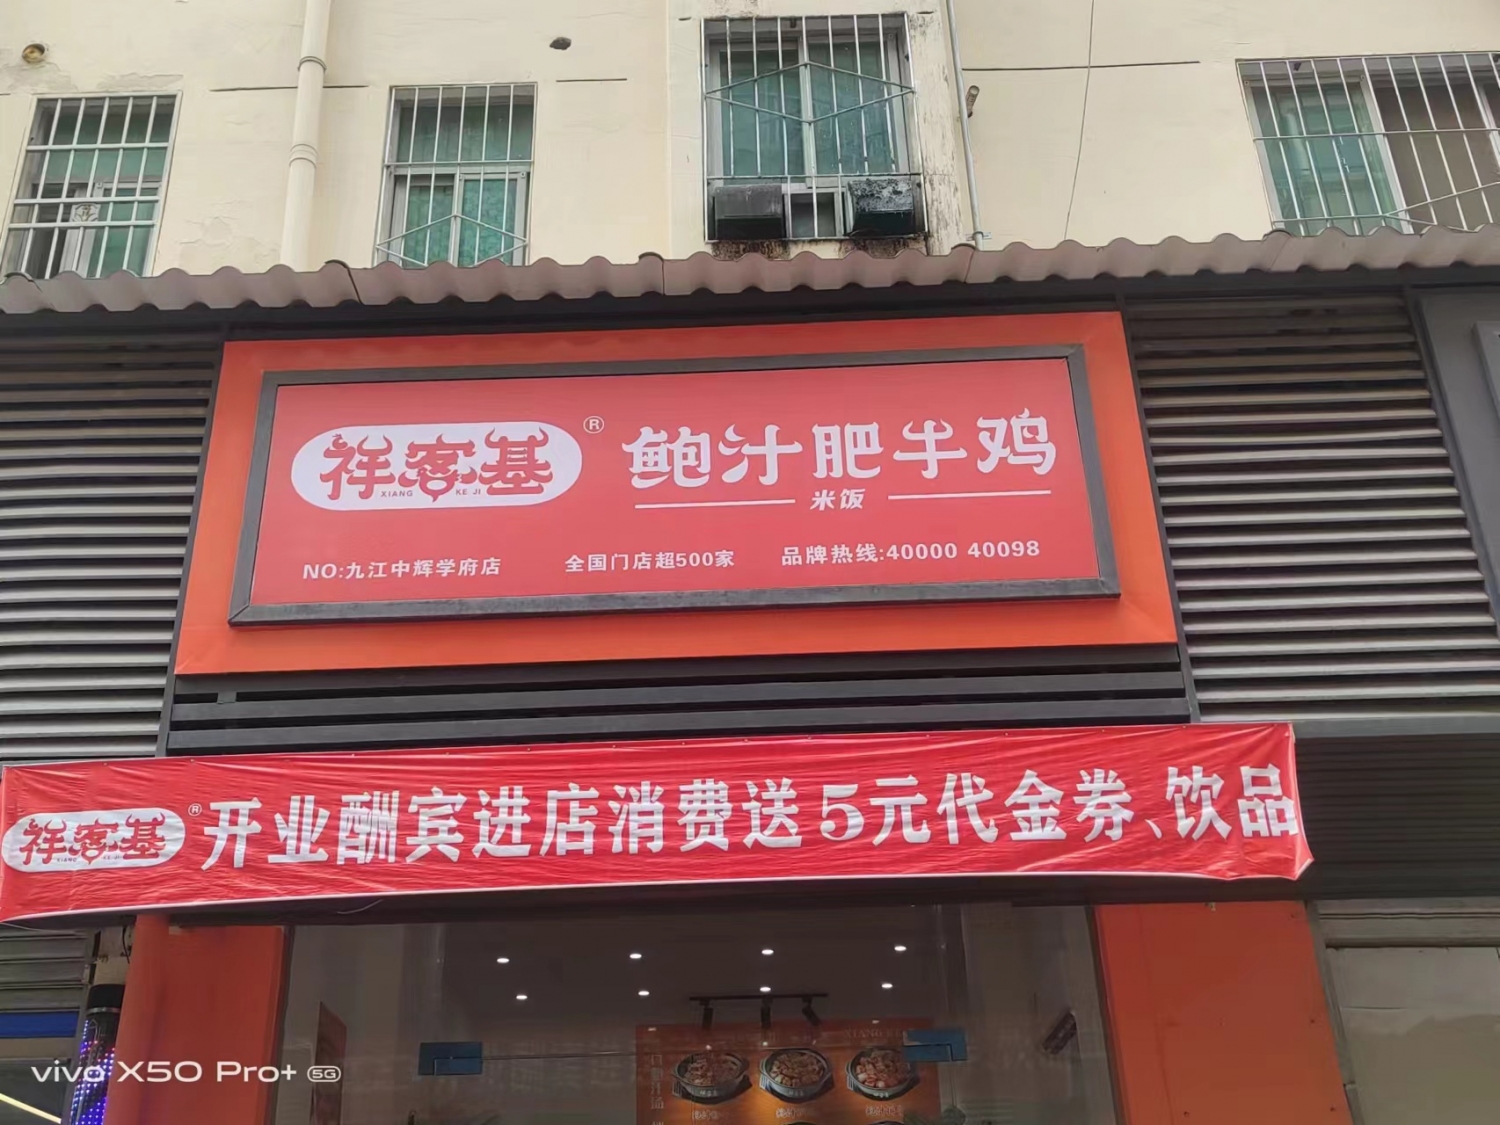 祥客基®
XIANG KE JI
鲍汁肥牛鸡
米饭
NO:九江中辉学府店 全国门店超500家 品牌热线:40000 40098
祥客基® 开业酬宾进店消费送5元代金券、饮品
XIANG KE JI
vivo X50 Pro+ 5G